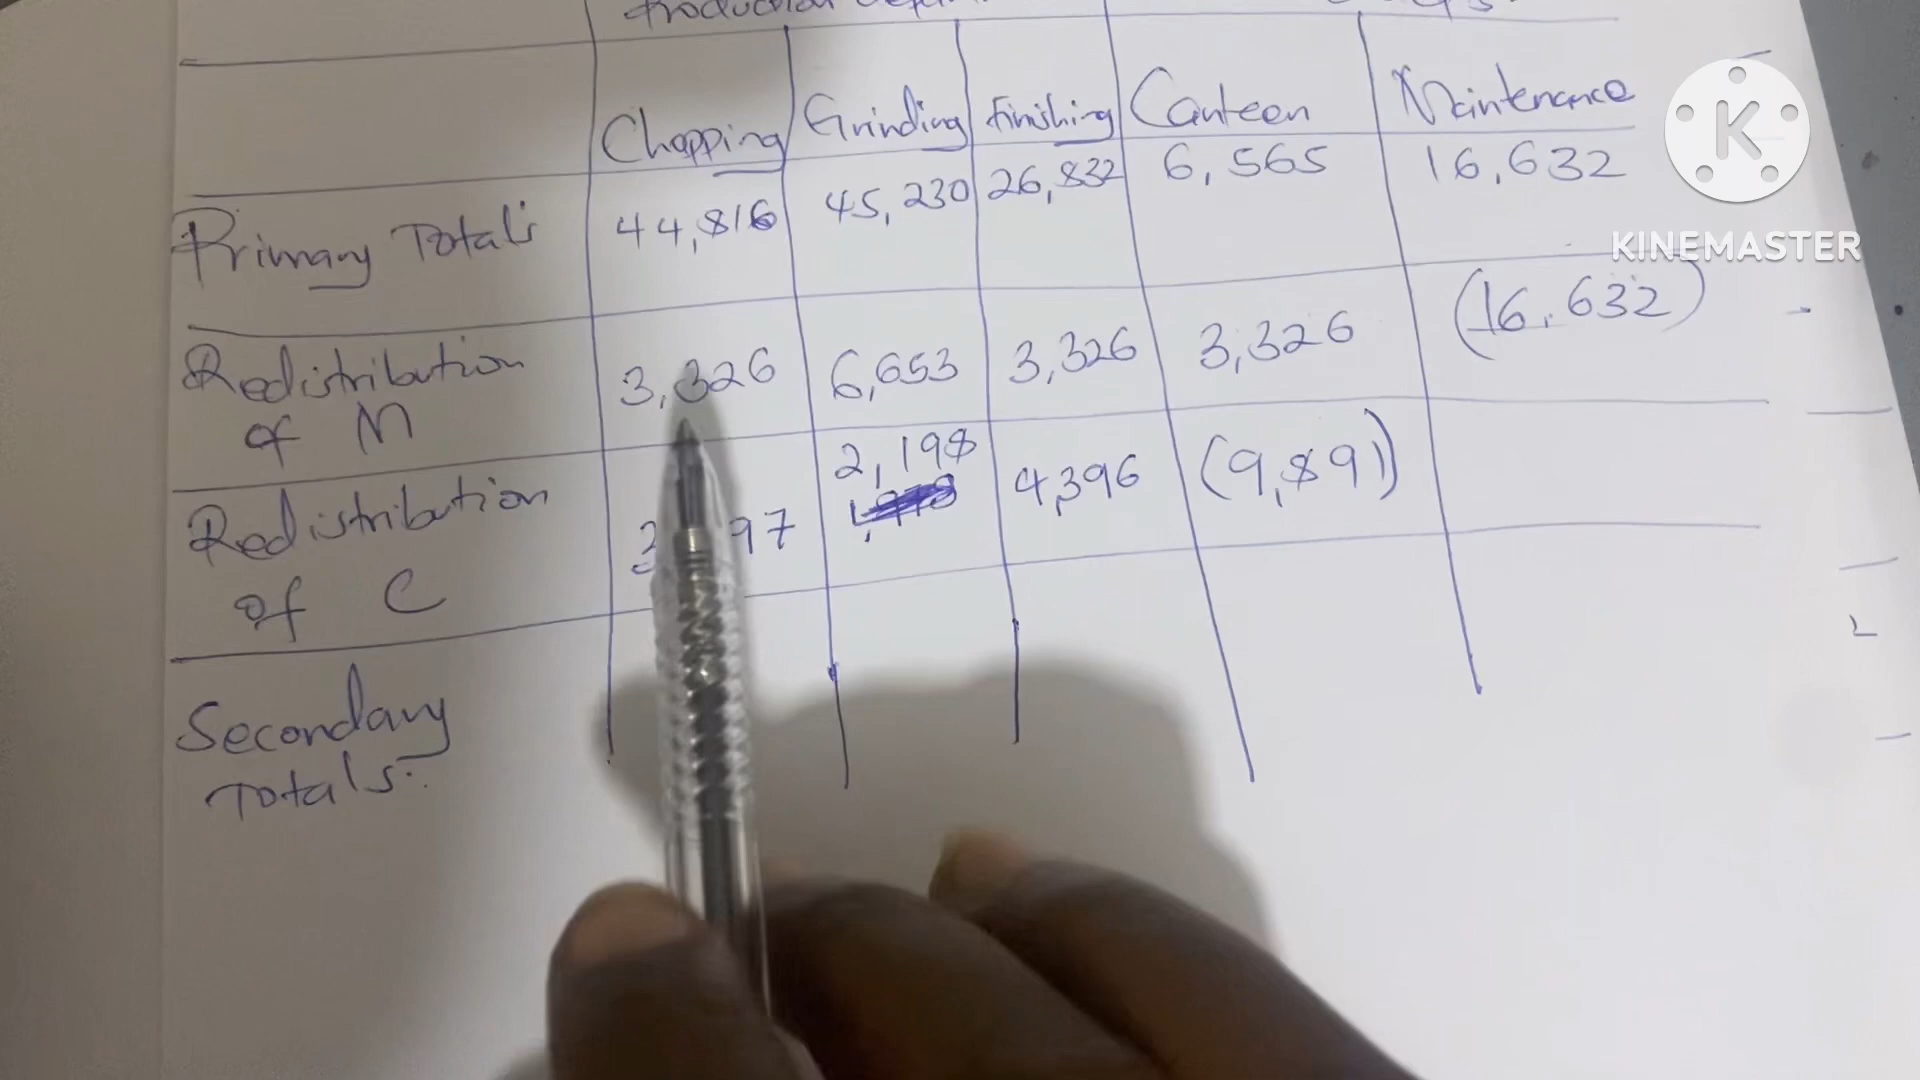 Production
Chopping Grinding Finishing Canteen Maintenance
Primary Totals 44,816 45,230 26,832 6,565 16,632
Redistribution of M 3,326 6,653 3,326 3,326 (16,632)
Redistribution of C 97 2,198 4,396 (9,891)
Secondary Totals:
K
KINEMASTER